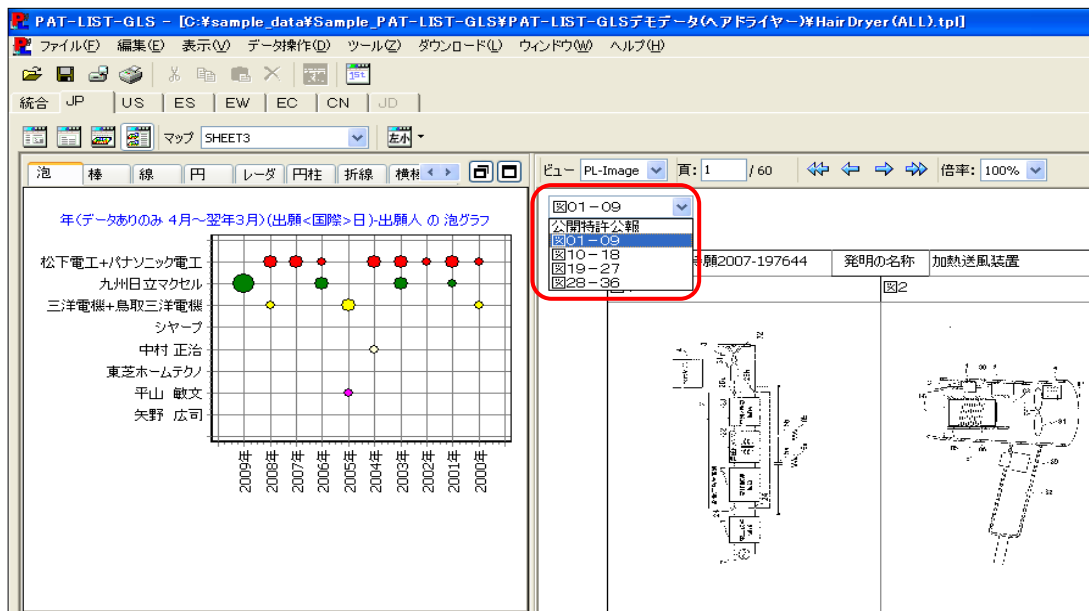 PAT-LIST-GLS - [C:¥sample_data¥Sample_PAT-LIST-GLS¥PAT-LIST-GLSデモデータ(ヘアドライヤー)¥HairDryer(ALL).tpl]
ファイル(F) 編集(E) 表示(V) データ操作(D) ツール(Z) ダウンロード(L) ウィンドウ(W) ヘルプ(H)
1st
統合 JP US ES EW EC CN JD
マップ SHEET3 左小
泡 棒 線 円 レーダ 円柱 折線
ビュー PL-Image 頁: 1 / 60 倍率: 100%
図01-09
公開特許公報
図01-09
図10-18
図19-27
図28-36
願2007-197644 発明の名称 加熱送風装置
図2
年(データありのみ 4月～翌年3月)(出願<国際>日)-出願人 の 泡グラフ
松下電工+パナソニック電工
九州日立マクセル
三洋電機+鳥取三洋電機
シャープ
中村 正治
東芝ホームテクノ
平山 敏文
矢野 広司
2009年 2008年 2007年 2006年 2005年 2004年 2003年 2002年 2001年 2000年